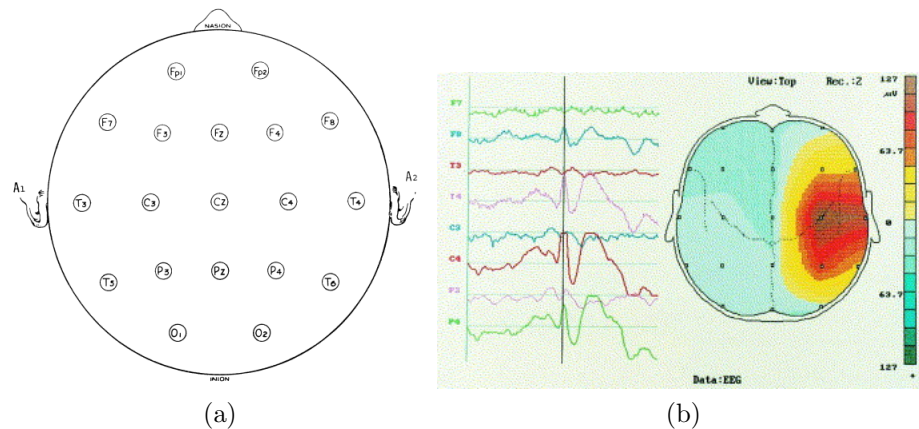 NASION
Fp1 Fp2
F7 F3 Fz F4 F8
A1 A2
T3 C3 Cz C4 T4
T5 P3 Pz P4 T6
O1 O2
INION
(a)
View:Top Rec.:2
127
µV
63.7
0
63.7
127
F7
F8
T3
T4
C3
C4
P3
P4
Data:EEG
(b)